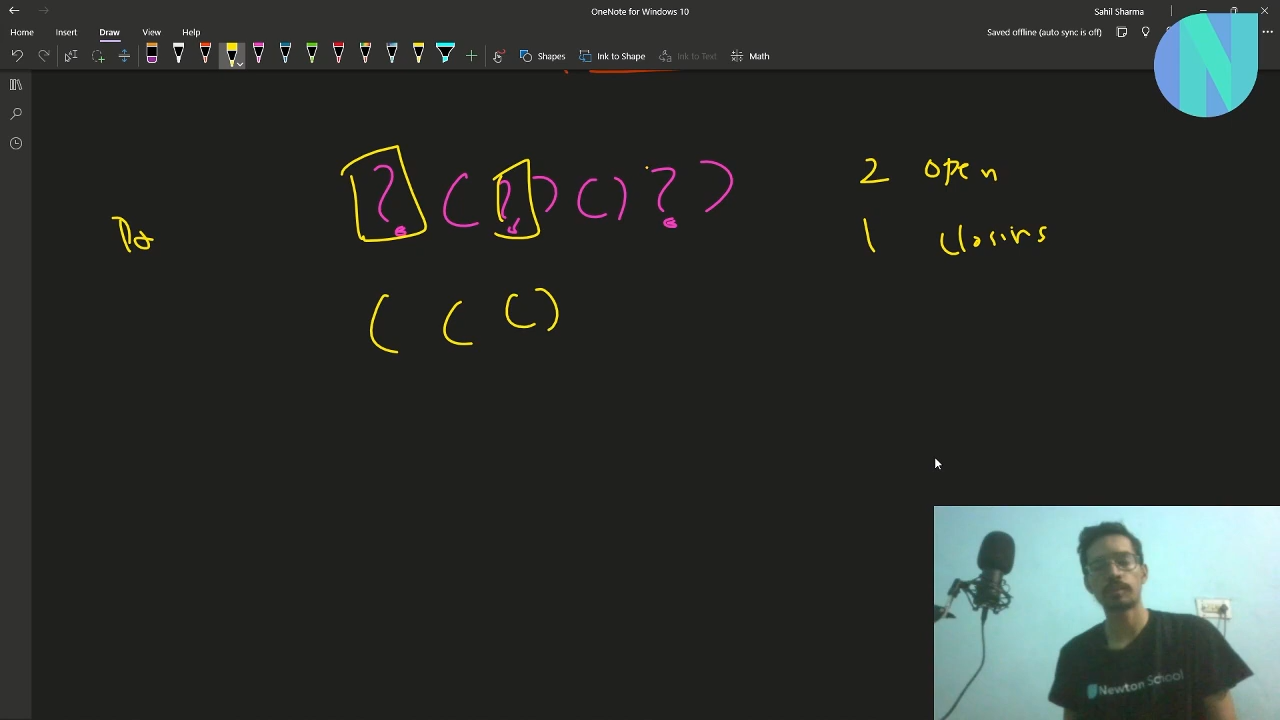 OneNote for Windows 10
Sahil Sharma
Home Insert Draw View Help
Saved offline (auto sync is off)
Shapes Ink to Shape Ink to Text Math
? ( ? ) ( ) ? )
2 open
1 closing
( ( ( )
Newton School